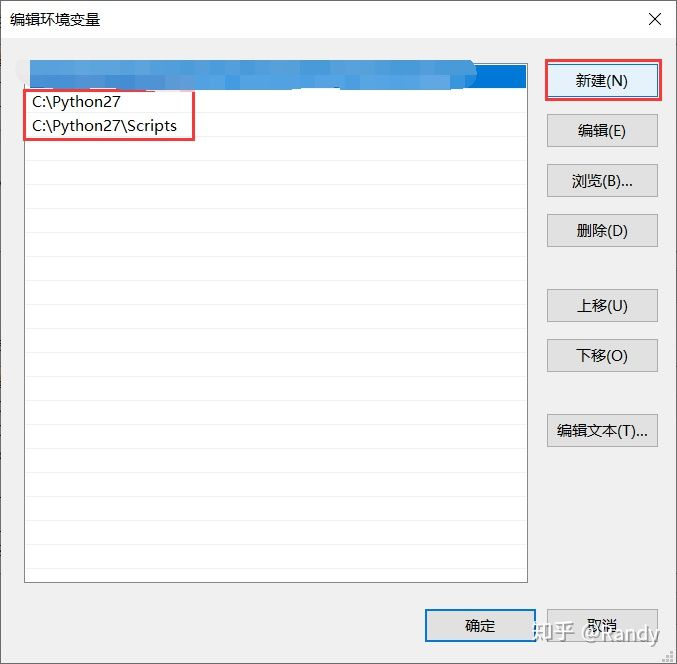 编辑环境变量
C:\Python27
C:\Python27\Scripts
新建(N)
编辑(E)
浏览(B)...
删除(D)
上移(U)
下移(O)
编辑文本(T)...
确定
取消
知乎 @Randy